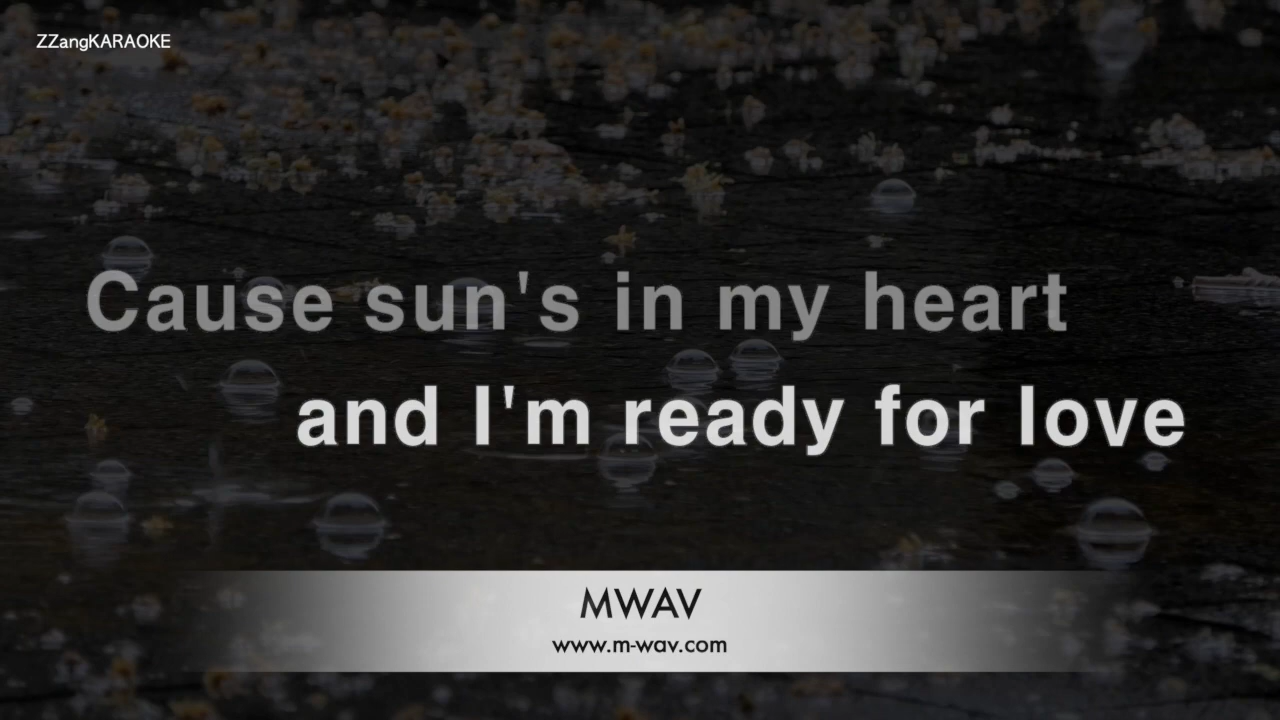 ZZangKARAOKE
Cause sun's in my heart
and I'm ready for love
MWAV
www.m-wav.com